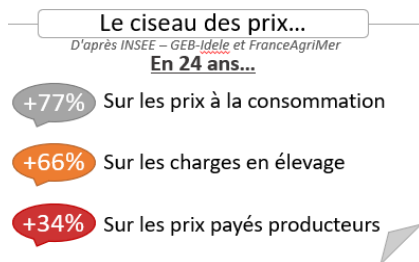 Le ciseau des prix...
D'après INSEE – GEB-Idele et FranceAgriMer
En 24 ans...
+77% Sur les prix à la consommation
+66% Sur les charges en élevage
+34% Sur les prix payés producteurs